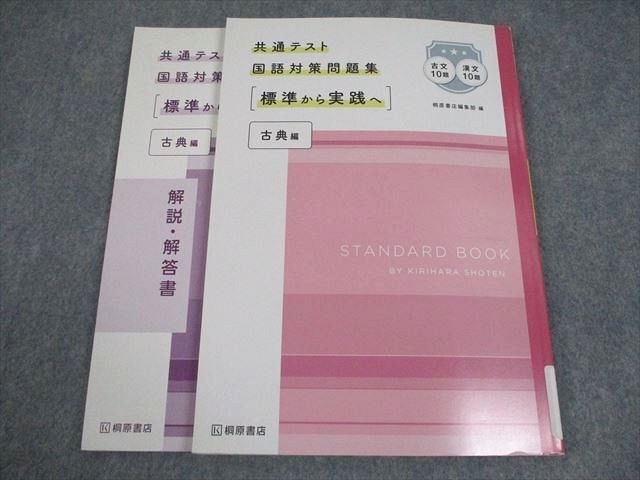 共通テスト
国語対策問題集
[標準から実践へ]
古典編
古文
10題
漢文
10題
桐原書店編集部 編
STANDARD BOOK
BY KIRIHARA SHOTEN
K 桐原書店
共通テス
国語対策
[標準か
古典編
解説・解答書
K 桐原書店